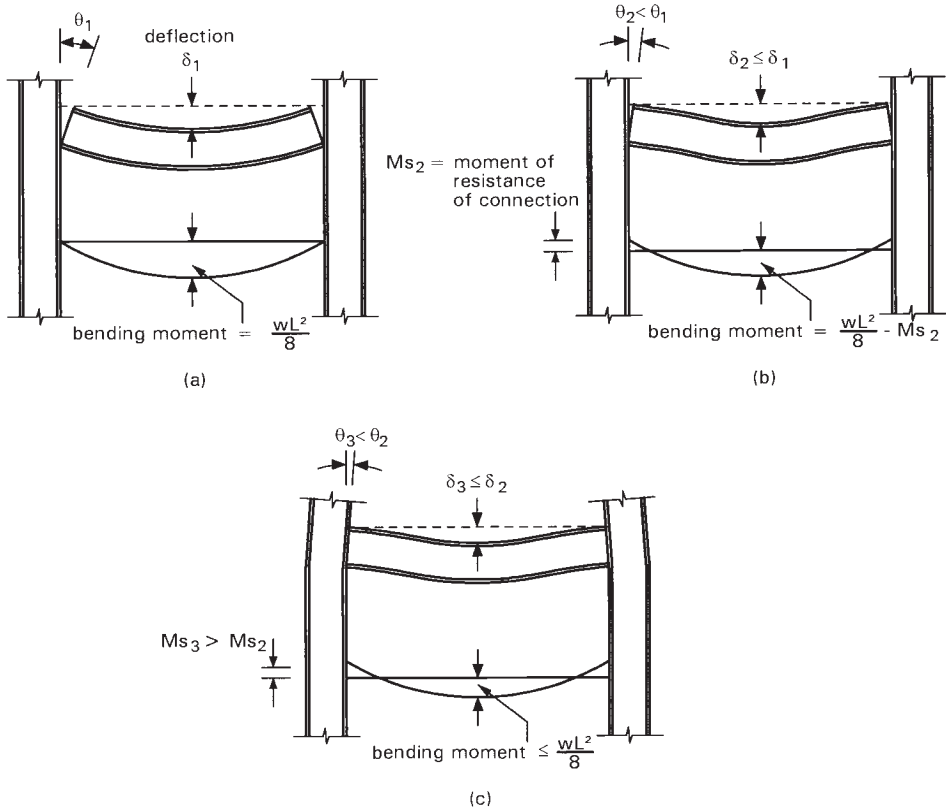 θ₁
deflection
δ₁
bending moment = wL²/8
(a)
θ₂<θ₁
δ₂≤δ₁
Ms₂ = moment of
resistance
of connection
bending moment = wL²/8 - Ms₂
(b)
θ₃<θ₂
δ₃≤δ₂
Ms₃ > Ms₂
bending moment ≤ wL²/8
(c)